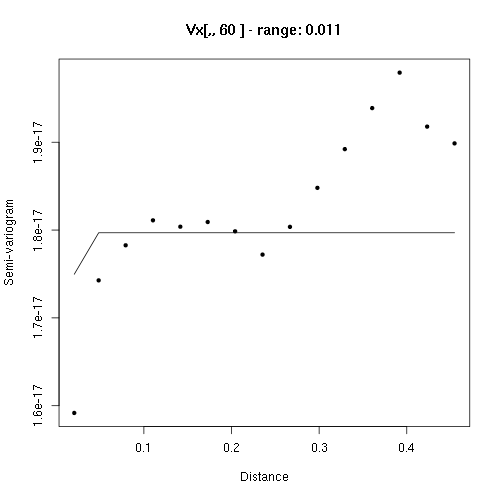 Vx[,, 60 ] - range: 0.011
Semi-variogram
1.9e-17
1.8e-17
1.7e-17
1.6e-17
0.1 0.2 0.3 0.4
Distance